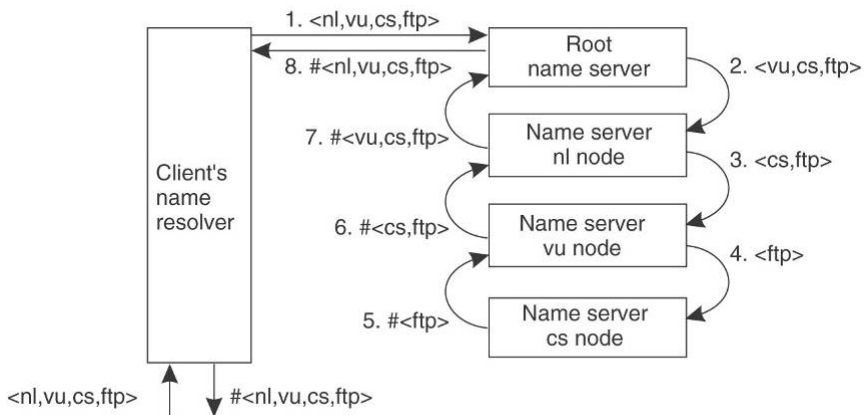 1. <nl,vu,cs,ftp>
8. #<nl,vu,cs,ftp>
Root
name server
2. <vu,cs,ftp>
7. #<vu,cs,ftp>
Name server
nl node
3. <cs,ftp>
Client's
name
resolver
6. #<cs,ftp>
Name server
vu node
4. <ftp>
5. #<ftp>
Name server
cs node
<nl,vu,cs,ftp>
#<nl,vu,cs,ftp>